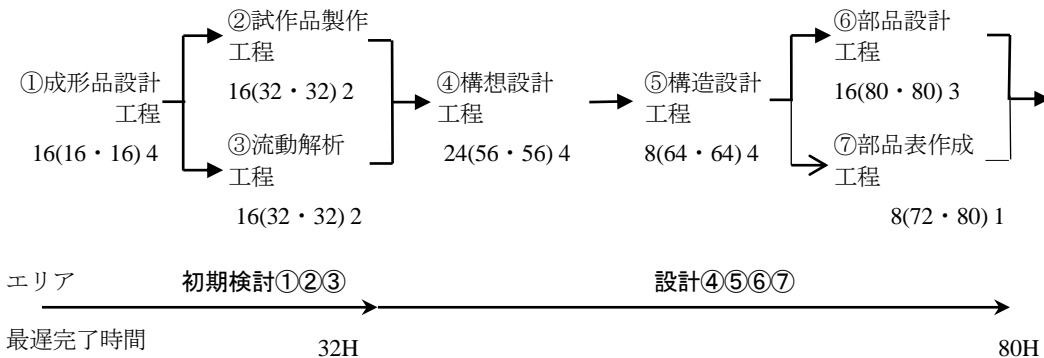 ②試作品製作
工程
16(32・32) 2
⑥部品設計
工程
16(80・80) 3
①成形品設計
工程
16(16・16) 4
④構想設計
工程
24(56・56) 4
⑤構造設計
工程
8(64・64) 4
③流動解析
工程
16(32・32) 2
⑦部品表作成
工程
8(72・80) 1
エリア
初期検討①②③
設計④⑤⑥⑦
最遅完了時間
32H
80H